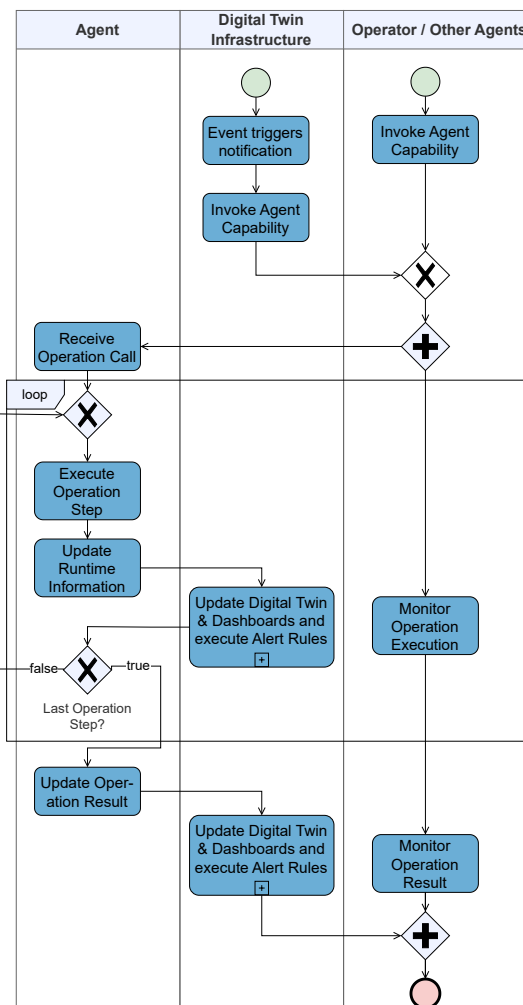 Agent
Digital Twin
Infrastructure
Operator / Other Agents
Event triggers
notification
Invoke Agent
Capability
Invoke Agent
Capability
Receive
Operation Call
loop
Execute
Operation
Step
Update
Runtime
Information
Update Digital Twin
& Dashboards and
execute Alert Rules
Monitor
Operation
Execution
false
true
Last Operation
Step?
Update Oper-
ation Result
Update Digital Twin
& Dashboards and
execute Alert Rules
Monitor
Operation
Result